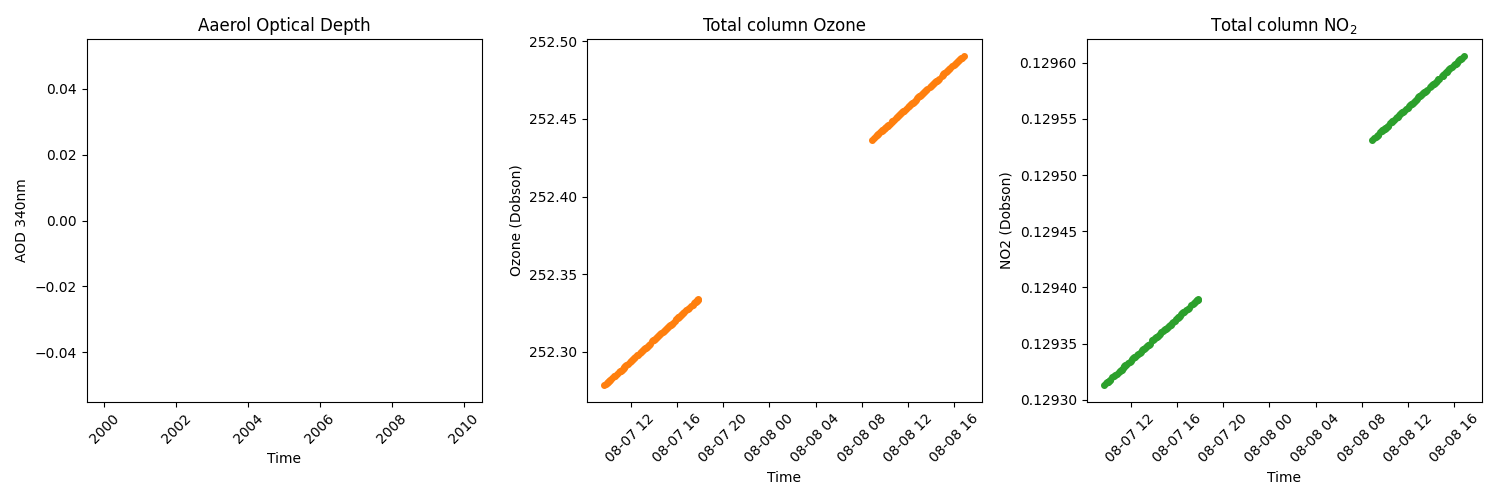 Aaerol Optical Depth
AOD 340nm
0.04
0.02
0.00
−0.02
−0.04
2000 2002 2004 2006 2008 2010
Time
Total column Ozone
Ozone (Dobson)
252.50
252.45
252.40
252.35
252.30
08-07 12 08-07 16 08-07 20 08-08 00 08-08 04 08-08 08 08-08 12 08-08 16
Time
Total column NO₂
NO2 (Dobson)
0.12960
0.12955
0.12950
0.12945
0.12940
0.12935
0.12930
08-07 12 08-07 16 08-07 20 08-08 00 08-08 04 08-08 08 08-08 12 08-08 16
Time